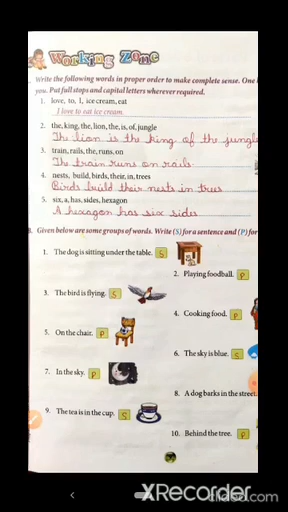 Working Zone
Write the following words in proper order to make complete sense. One
you. Put full stops and capital letters wherever required.
1. love, to, I, ice cream, eat
I love to eat ice cream
2. the, king, the, lion, the, is, of, jungle
The lion is the king of the jungle
3. train, rails, the, runs, on
The train runs on rails
4. nests, build, birds, their, in, trees
Birds build their nests in trees
5. six, a, has, sides, hexagon
A hexagon has six sides
B. Given below are some groups of words. Write (S) for a sentence and (P) for
1. The dog is sitting under the table. S
2. Playing foodball. P
3. The bird is flying. S
4. Cooking food. P
5. On the chair. P
6. The sky is blue. S
7. In the sky. P
8. A dog barks in the street.
9. The tea is in the cup. S
10. Behind the tree. P
XRecorder